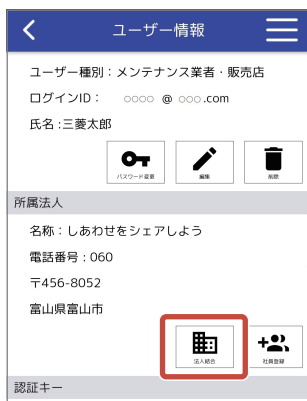 ユーザー情報
ユーザー種別：メンテナンス業者・販売店
ログインID： ○○○○ @ ○○○.com
氏名 :三菱太郎
パスワード変更 編集 削除
所属法人
名称：しあわせをシェアしよう
電話番号 : 060
〒456-8052
富山県富山市
法人結合 社員登録
認証キー